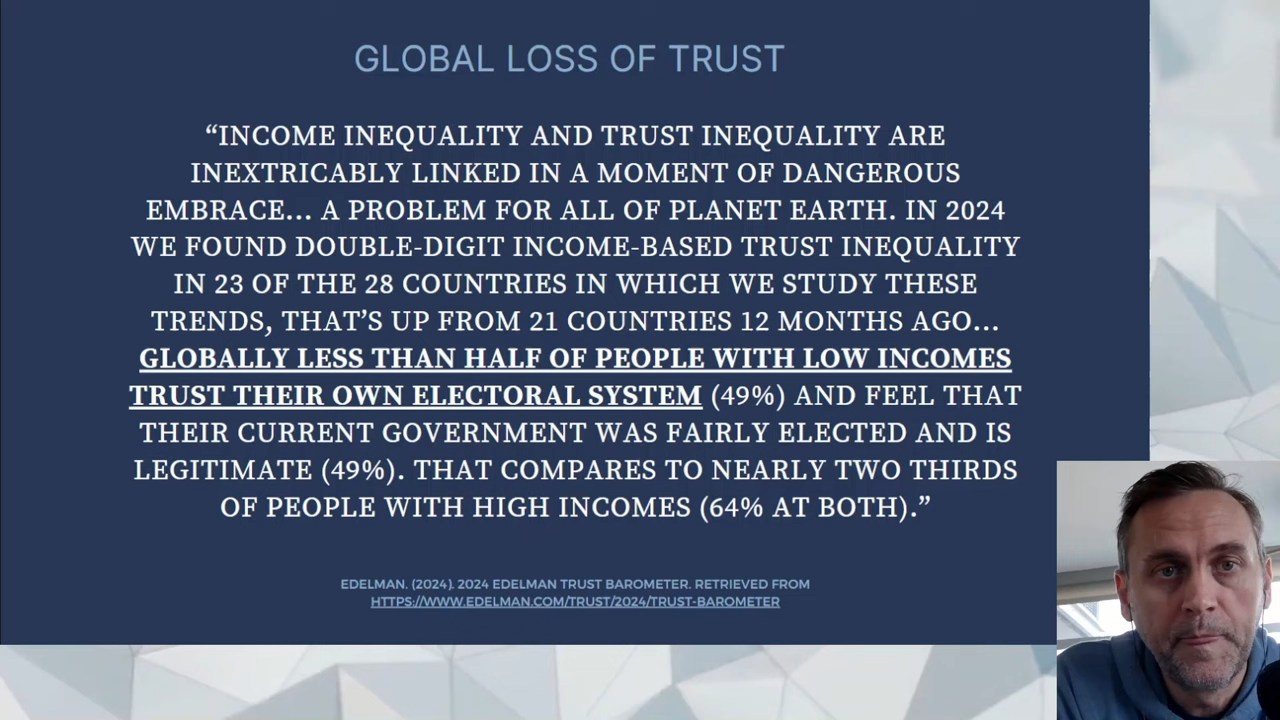 GLOBAL LOSS OF TRUST
“INCOME INEQUALITY AND TRUST INEQUALITY ARE
INEXTRICABLY LINKED IN A MOMENT OF DANGEROUS
EMBRACE... A PROBLEM FOR ALL OF PLANET EARTH. IN 2024
WE FOUND DOUBLE-DIGIT INCOME-BASED TRUST INEQUALITY
IN 23 OF THE 28 COUNTRIES IN WHICH WE STUDY THESE
TRENDS, THAT’S UP FROM 21 COUNTRIES 12 MONTHS AGO...
GLOBALLY LESS THAN HALF OF PEOPLE WITH LOW INCOMES
TRUST THEIR OWN ELECTORAL SYSTEM (49%) AND FEEL THAT
THEIR CURRENT GOVERNMENT WAS FAIRLY ELECTED AND IS
LEGITIMATE (49%). THAT COMPARES TO NEARLY TWO THIRDS
OF PEOPLE WITH HIGH INCOMES (64% AT BOTH).”
EDELMAN. (2024). 2024 EDELMAN TRUST BAROMETER. RETRIEVED FROM
HTTPS://WWW.EDELMAN.COM/TRUST/2024/TRUST-BAROMETER